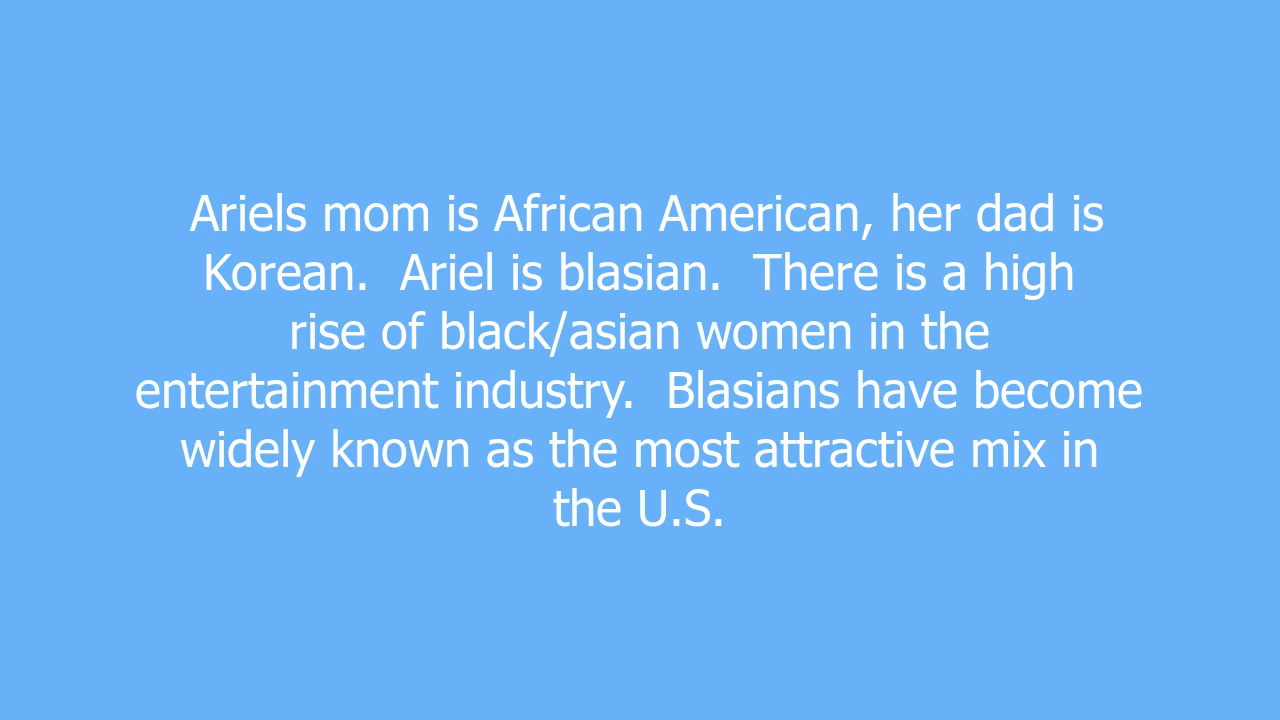 Ariels mom is African American, her dad is
Korean.  Ariel is blasian.  There is a high
rise of black/asian women in the
entertainment industry.  Blasians have become
widely known as the most attractive mix in
the U.S.